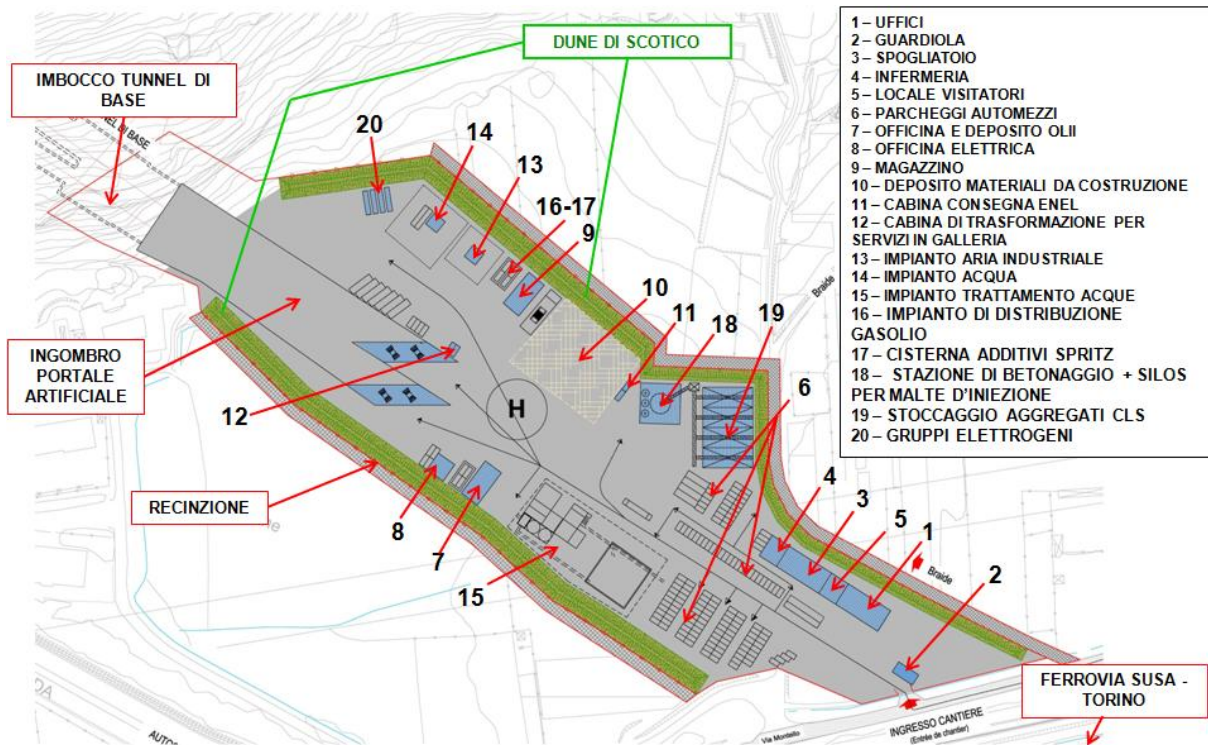 DUNE DI SCOTICO
IMBOCCO TUNNEL DI
BASE
NEL DI BASE
20
14
13
16-17
9
10
11
18
19
6
Braide
INGOMBRO
PORTALE
ARTIFICIALE
12
H
RECINZIONE
8
7
15
4
3
5
1
2
Braide
FERROVIA SUSA -
TORINO
INGRESSO CANTIERE
(Entrée de chantier)
Via Montello
AUTOS
DA
1 – UFFICI
2 – GUARDIOLA
3 – SPOGLIATOIO
4 – INFERMERIA
5 – LOCALE VISITATORI
6 – PARCHEGGI AUTOMEZZI
7 – OFFICINA E DEPOSITO OLII
8 – OFFICINA ELETTRICA
9 – MAGAZZINO
10 – DEPOSITO MATERIALI DA COSTRUZIONE
11 – CABINA CONSEGNA ENEL
12 – CABINA DI TRASFORMAZIONE PER
SERVIZI IN GALLERIA
13 – IMPIANTO ARIA INDUSTRIALE
14 – IMPIANTO ACQUA
15 – IMPIANTO TRATTAMENTO ACQUE
16 – IMPIANTO DI DISTRIBUZIONE
GASOLIO
17 – CISTERNA ADDITIVI SPRITZ
18 – STAZIONE DI BETONAGGIO + SILOS
PER MALTE D'INIEZIONE
19 – STOCCAGGIO AGGREGATI CLS
20 – GRUPPI ELETTROGENI